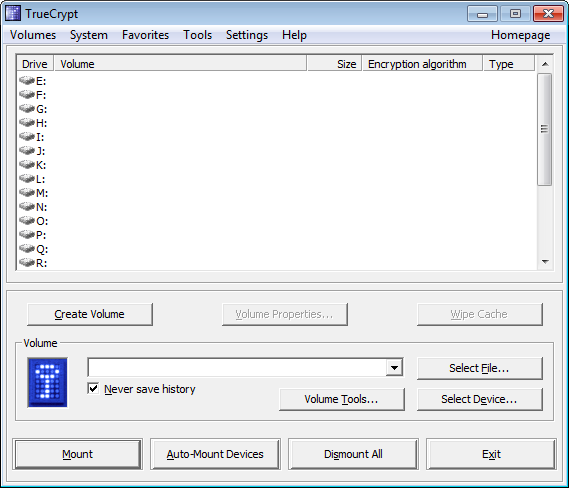 TrueCrypt
Volumes System Favorites Tools Settings Help Homepage
Drive Volume Size Encryption algorithm Type
E:
F:
G:
H:
I:
J:
K:
L:
M:
N:
O:
P:
Q:
R:
Create Volume Volume Properties... Wipe Cache
Volume
Select File...
Never save history
Volume Tools... Select Device...
Mount Auto-Mount Devices Dismount All Exit